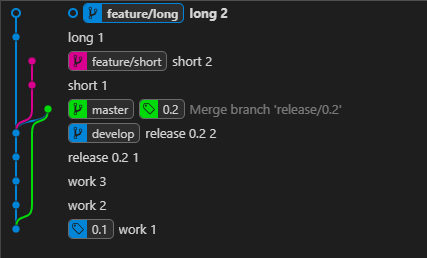 feature/long long 2
long 1
feature/short short 2
short 1
master 0.2 Merge branch 'release/0.2'
develop release 0.2 2
release 0.2 1
work 3
work 2
0.1 work 1